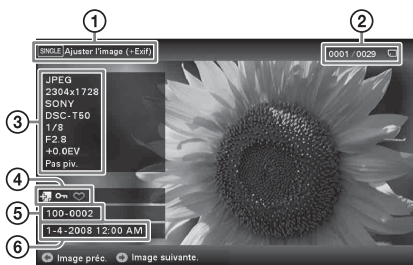 1
2
SINGLE Ajuster l'image (+Exif)
0001/0029
3
JPEG
2304x1728
SONY
DSC-T50
1/8
F2.8
+0.0EV
Pas piv.
4
5
100-0002
6
1-4-2008 12:00 AM
Image préc. Image suivante.